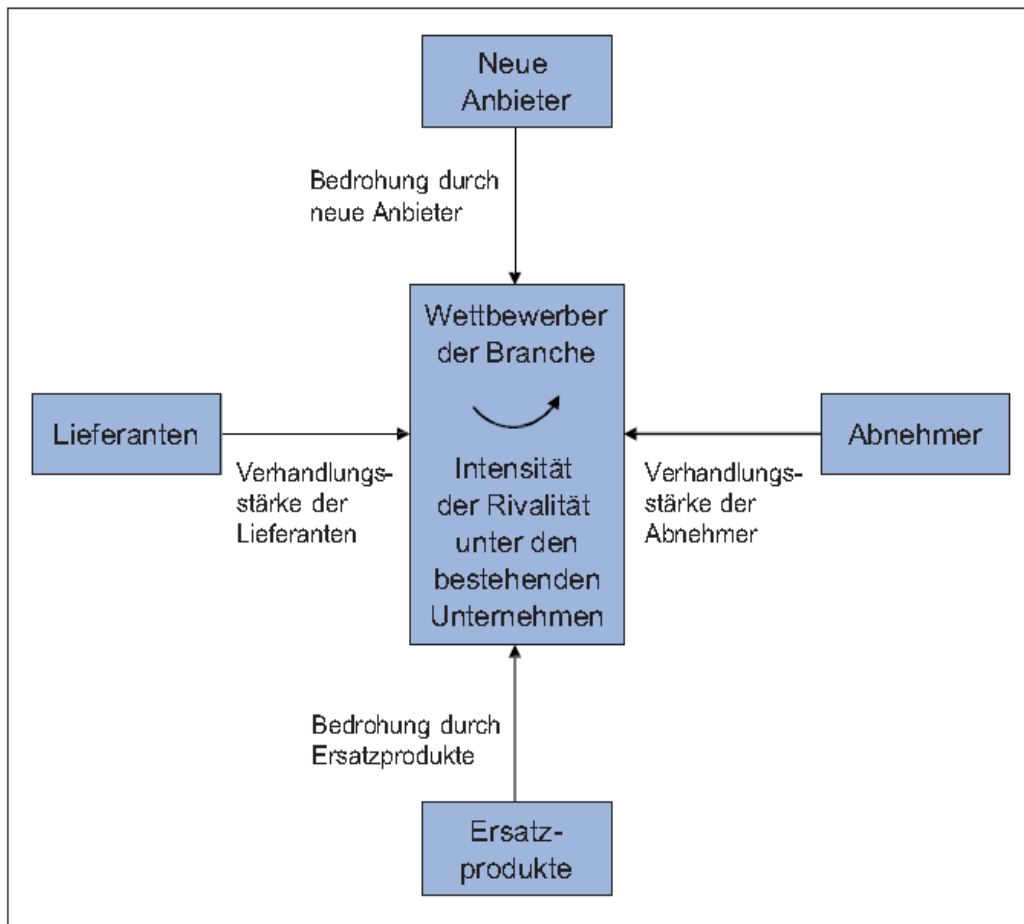 Neue
Anbieter
Bedrohung durch
neue Anbieter
Wettbewerber
der Branche
Lieferanten
Abnehmer
Verhandlungs-
stärke der
Lieferanten
Intensität
der Rivalität
unter den
bestehenden
Unternehmen
Verhandlungs-
stärke der
Abnehmer
Bedrohung durch
Ersatzprodukte
Ersatz-
produkte